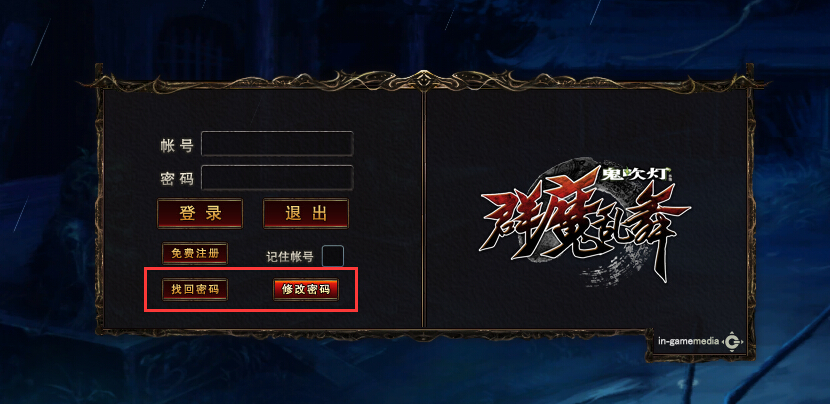 帐号
密码
登录
退出
免费注册
记住帐号
找回密码
修改密码
鬼吹灯
群魔乱舞
in-gamemedia